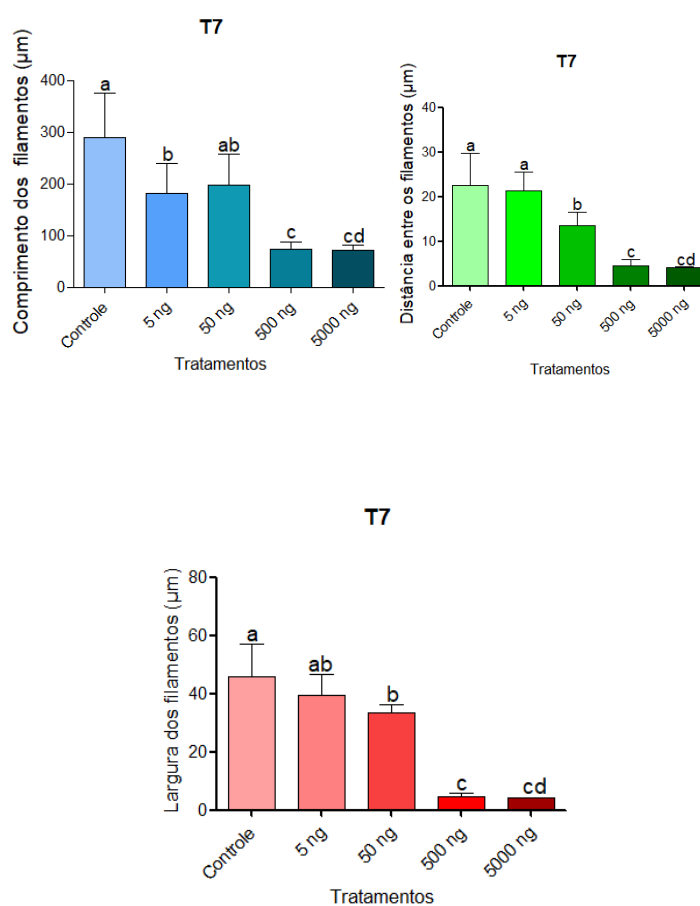 T7
Comprimento dos filamentos (µm)
400
300
200
100
0
a
b
ab
c
cd
Controle
5 ng
50 ng
500 ng
5000 ng
Tratamentos
T7
Distância entre os filamentos (µm)
40
30
20
10
0
a
a
b
c
cd
Controle
5 ng
50 ng
500 ng
5000 ng
Tratamentos
T7
Largura dos filamentos (µm)
80
60
40
20
0
a
ab
b
c
cd
Controle
5 ng
50 ng
500 ng
5000 ng
Tratamentos